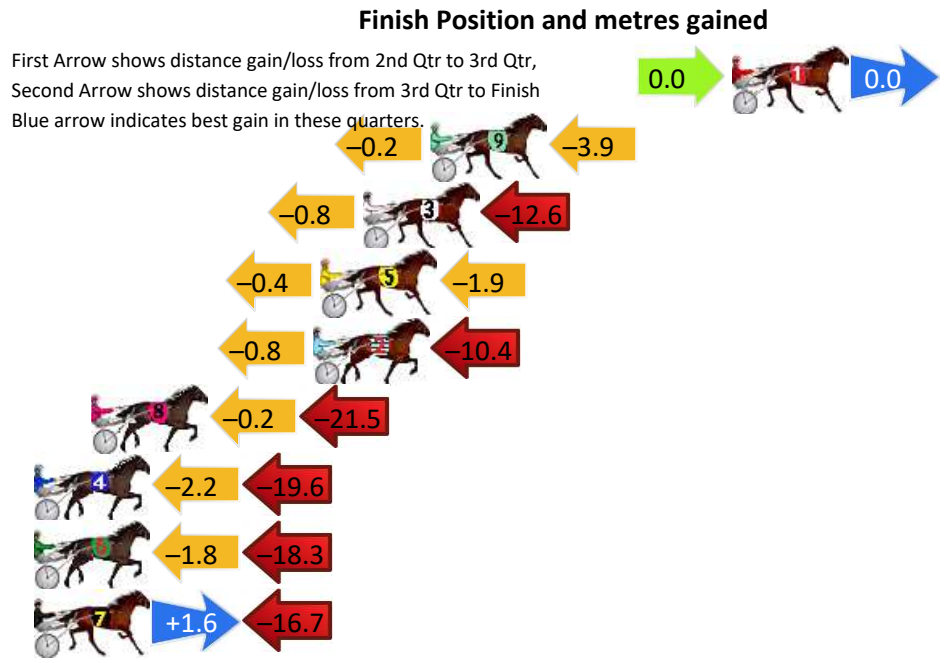 Finish Position and metres gained
First Arrow shows distance gain/loss from 2nd Qtr to 3rd Qtr,
Second Arrow shows distance gain/loss from 3rd Qtr to Finish
Blue arrow indicates best gain in these quarters.
0.0 1 0.0
−0.2 9 −3.9
−0.8 3 −12.6
−0.4 5 −1.9
−0.8 2 −10.4
8 −0.2 −21.5
4 −2.2 −19.6
6 −1.8 −18.3
7 +1.6 −16.7